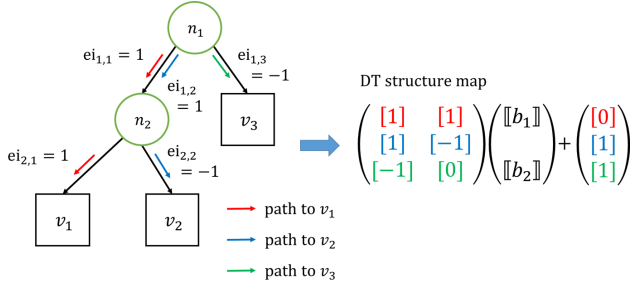 n₁
ei₁,₁ = 1
ei₁,₃
= −1
ei₁,₂
= 1
n₂
v₃
ei₂,₁ = 1
ei₂,₂
= −1
v₁
v₂
path to v₁
path to v₂
path to v₃
DT structure map
[1] [1] ⟦b₁⟧ [0]
[1] [−1] + [1]
[−1] [0] ⟦b₂⟧ [1]